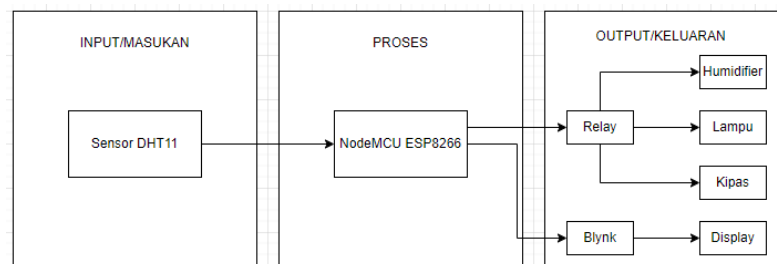 INPUT/MASUKAN
Sensor DHT11
PROSES
NodeMCU ESP8266
OUTPUT/KELUARAN
Humidifier
Relay
Lampu
Kipas
Blynk
Display